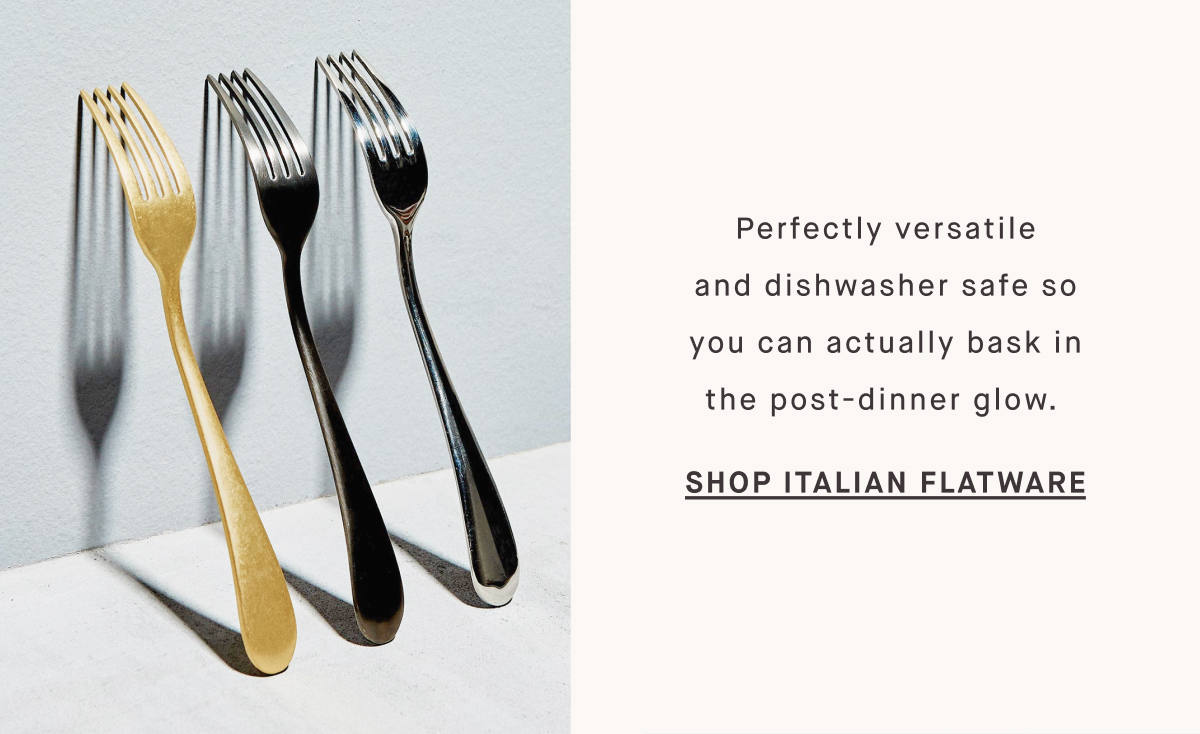 Perfectly versatile
and dishwasher safe so
you can actually bask in
the post-dinner glow.
SHOP ITALIAN FLATWARE